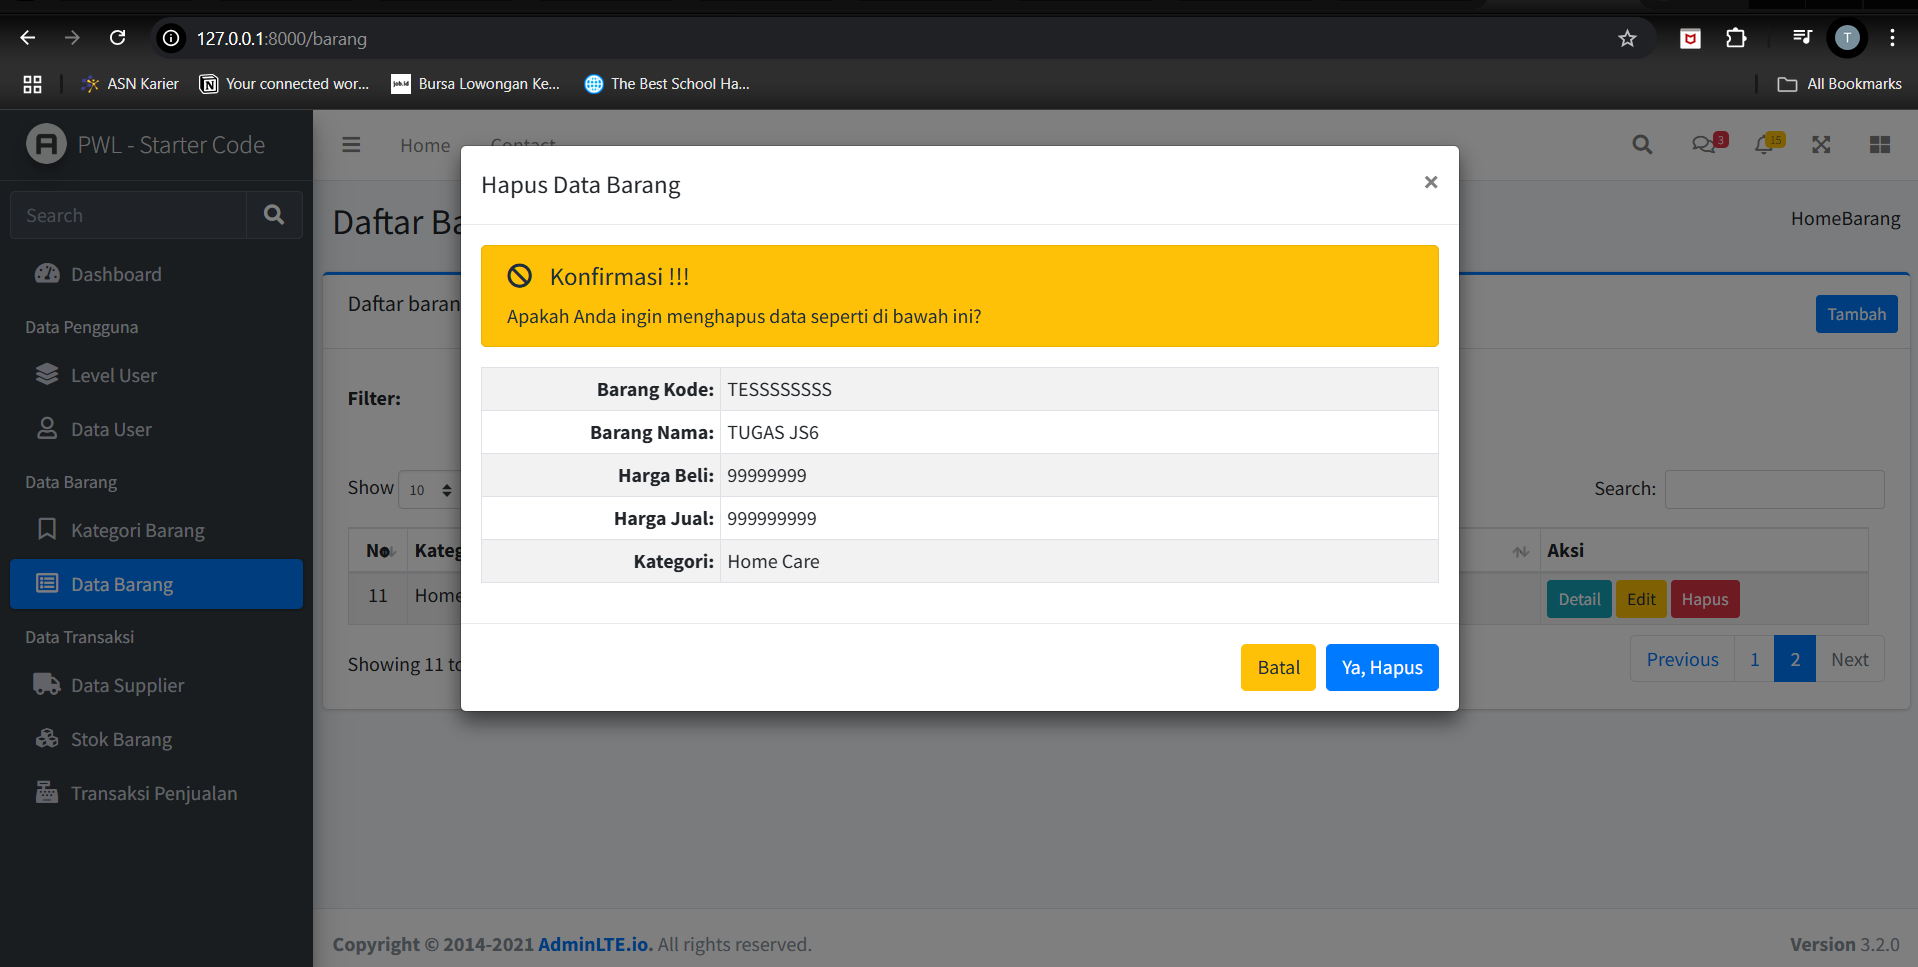 127.0.0.1:8000/barang
T
ASN Karier
Your connected wor...
job.id
Bursa Lowongan Ke...
The Best School Ha...
All Bookmarks
PWL - Starter Code
Home
Contact
3
15
Search
Daftar Ba
HomeBarang
Dashboard
Data Pengguna
Level User
Data User
Data Barang
Kategori Barang
Data Barang
Data Transaksi
Data Supplier
Stok Barang
Transaksi Penjualan
Daftar baran
Tambah
Filter:
Show 10
Search:
No Kateg
Aksi
11 Home
Detail Edit Hapus
Showing 11 to
Previous 1 2 Next
Hapus Data Barang
×
Konfirmasi !!!
Apakah Anda ingin menghapus data seperti di bawah ini?
Barang Kode: TESSSSSSSS
Barang Nama: TUGAS JS6
Harga Beli: 99999999
Harga Jual: 999999999
Kategori: Home Care
Batal
Ya, Hapus
Copyright © 2014-2021 AdminLTE.io. All rights reserved.
Version 3.2.0